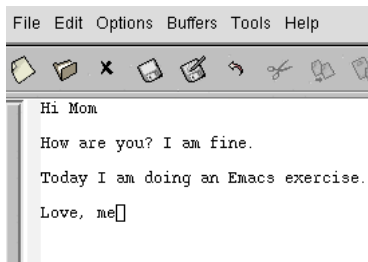 File Edit Options Buffers Tools Help
Hi Mom
How are you? I am fine.
Today I am doing an Emacs exercise.
Love, me